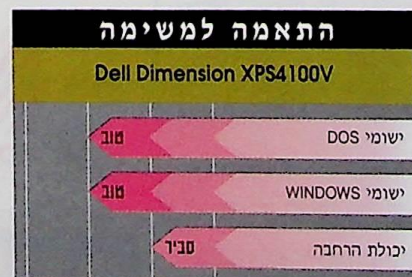 התאמה למשימה
Dell Dimension XPS4100V
ישומי DOS
טוב
ישומי WINDOWS
טוב
יכולת הרחבה
סביר